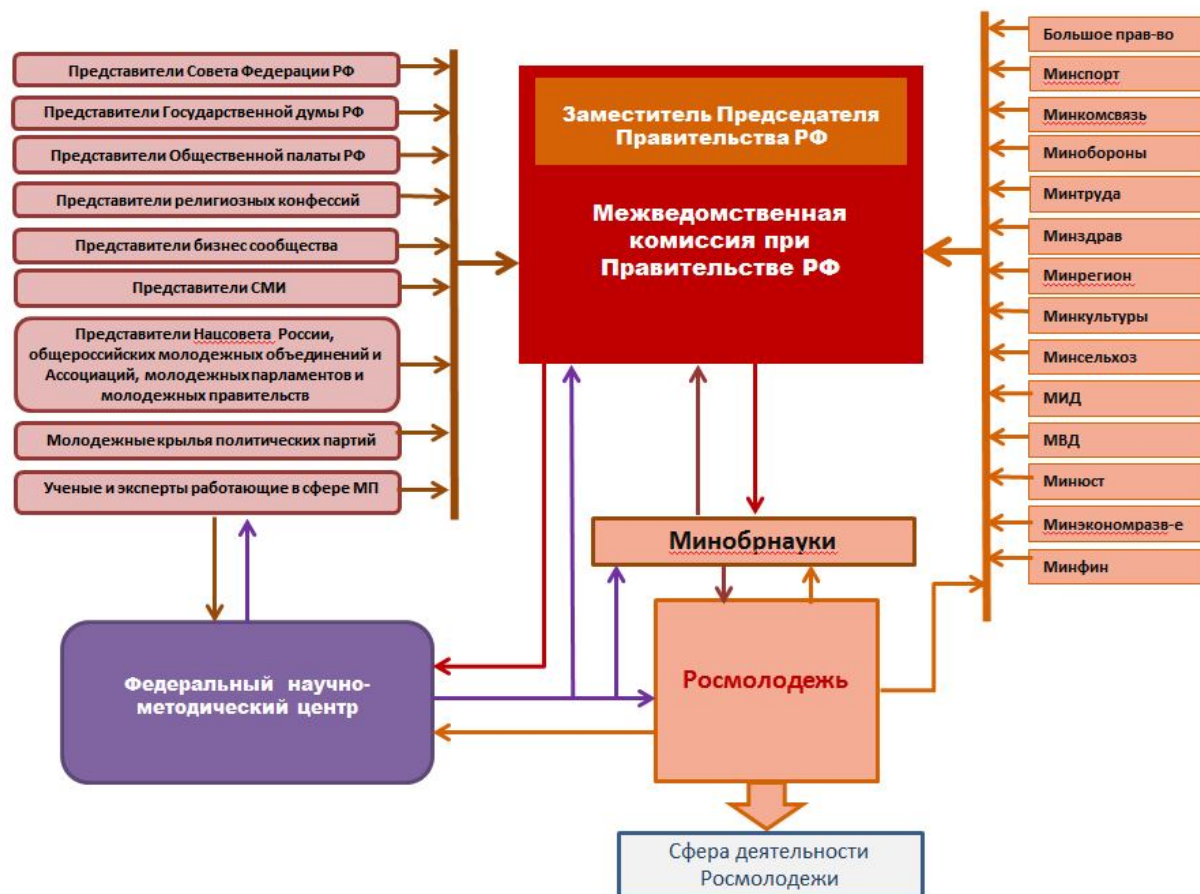 Представители Совета Федерации РФ
Представители Государственной думы РФ
Представители Общественной палаты РФ
Представители религиозных конфессий
Представители бизнес сообщества
Представители СМИ
Представители Нацсовета России,
общероссийских молодежных объединений и
Ассоциаций, молодежных парламентов и
молодежных правительств
Молодежные крылья политических партий
Ученые и эксперты работающие в сфере МП
Заместитель Председателя
Правительства РФ
Межведомственная
комиссия при
Правительстве РФ
Большое прав-во
Минспорт
Минкомсвязь
Минобороны
Минтруда
Минздрав
Минрегион
Минкультуры
Минсельхоз
МИД
МВД
Минюст
Минэкономразв-е
Минфин
Минобрнауки
Федеральный научно-
методический центр
Росмолодежь
Сфера деятельности
Росмолодежи